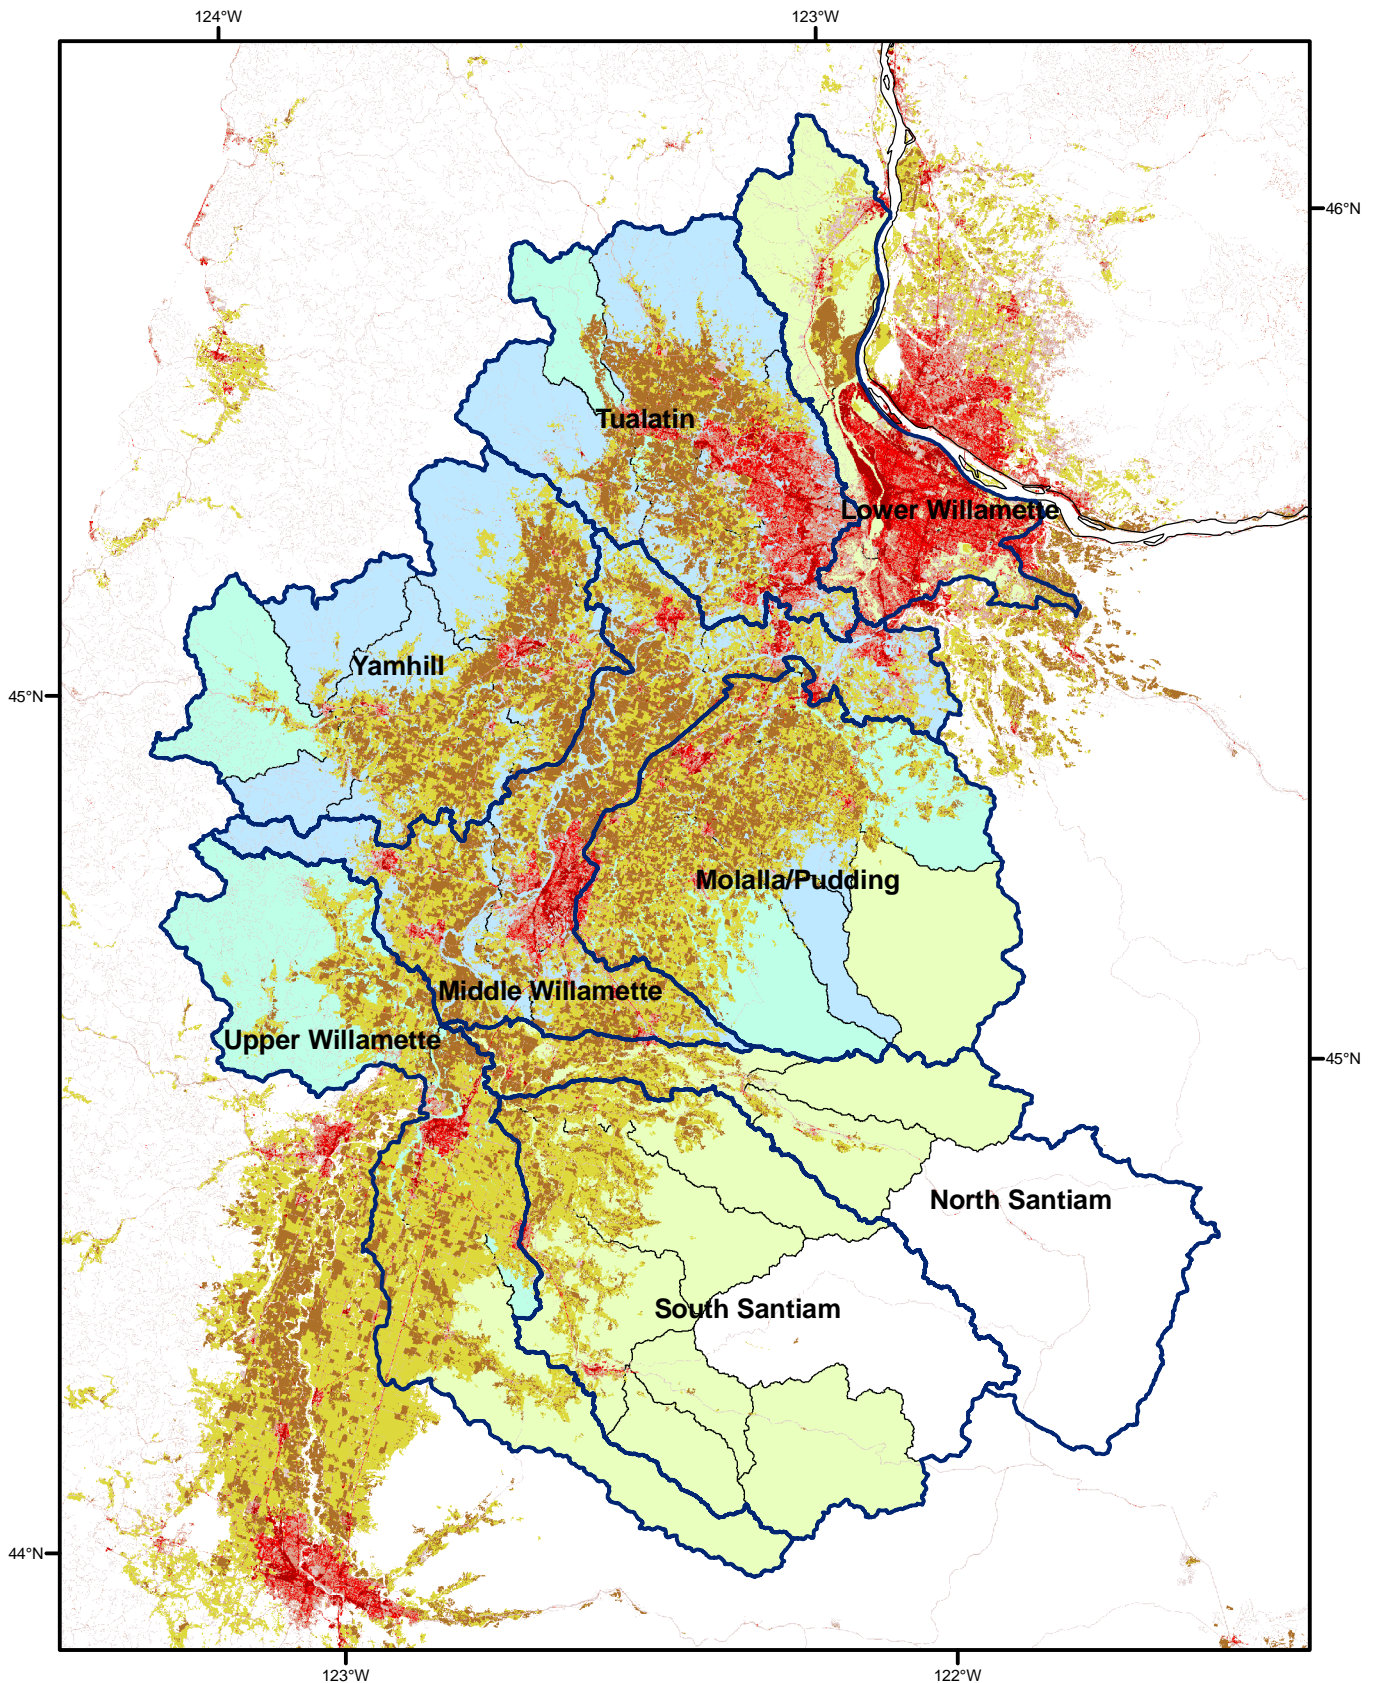 124°W
123°W
46°N
Tualatin
Lower Willamette
Yamhill
45°N
Molalla/Pudding
Middle Willamette
Upper Willamette
45°N
North Santiam
South Santiam
44°N
123°W
122°W